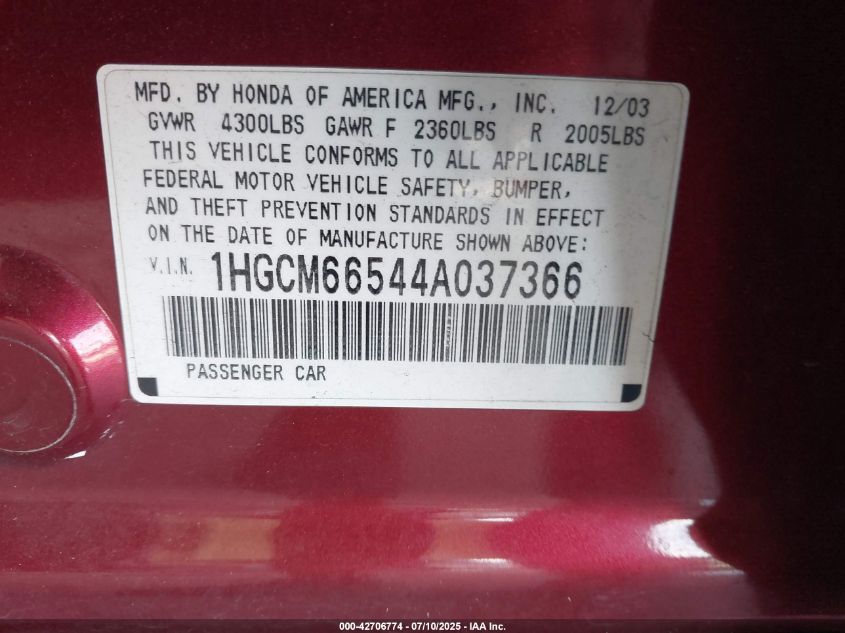 MFD. BY HONDA OF AMERICA MFG., INC. 12/03
GVWR 4300LBS GAWR F 2360LBS R 2005LBS
THIS VEHICLE CONFORMS TO ALL APPLICABLE
FEDERAL MOTOR VEHICLE SAFETY, BUMPER,
AND THEFT PREVENTION STANDARDS IN EFFECT
ON THE DATE OF MANUFACTURE SHOWN ABOVE:
V.I.N. 1HGCM66544A037366
PASSENGER CAR
000-42706774 - 07/10/2025 - IAA Inc.